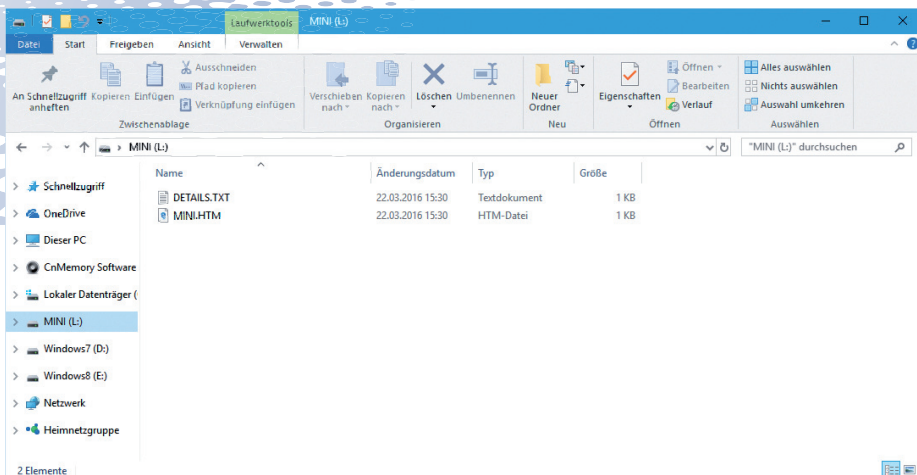 Laufwerktools MINI (L:)
Datei Start Freigeben Ansicht Verwalten
An Schnellzugriff anheften
Kopieren
Einfügen
Ausschneiden
Pfad kopieren
Verknüpfung einfügen
Zwischenablage
Verschieben nach
Kopieren nach
Löschen
Umbenennen
Organisieren
Neuer Ordner
Neu
Eigenschaften
Öffnen
Bearbeiten
Verlauf
Öffnen
Alles auswählen
Nichts auswählen
Auswahl umkehren
Auswählen
MINI (L:)
"MINI (L:)" durchsuchen
Name Änderungsdatum Typ Größe
DETAILS.TXT 22.03.2016 15:30 Textdokument 1 KB
MINI.HTM 22.03.2016 15:30 HTM-Datei 1 KB
Schnellzugriff
OneDrive
Dieser PC
CnMemory Software
Lokaler Datenträger (
MINI (L:)
Windows7 (D:)
Windows8 (E:)
Netzwerk
Heimnetzgruppe
2 Elemente